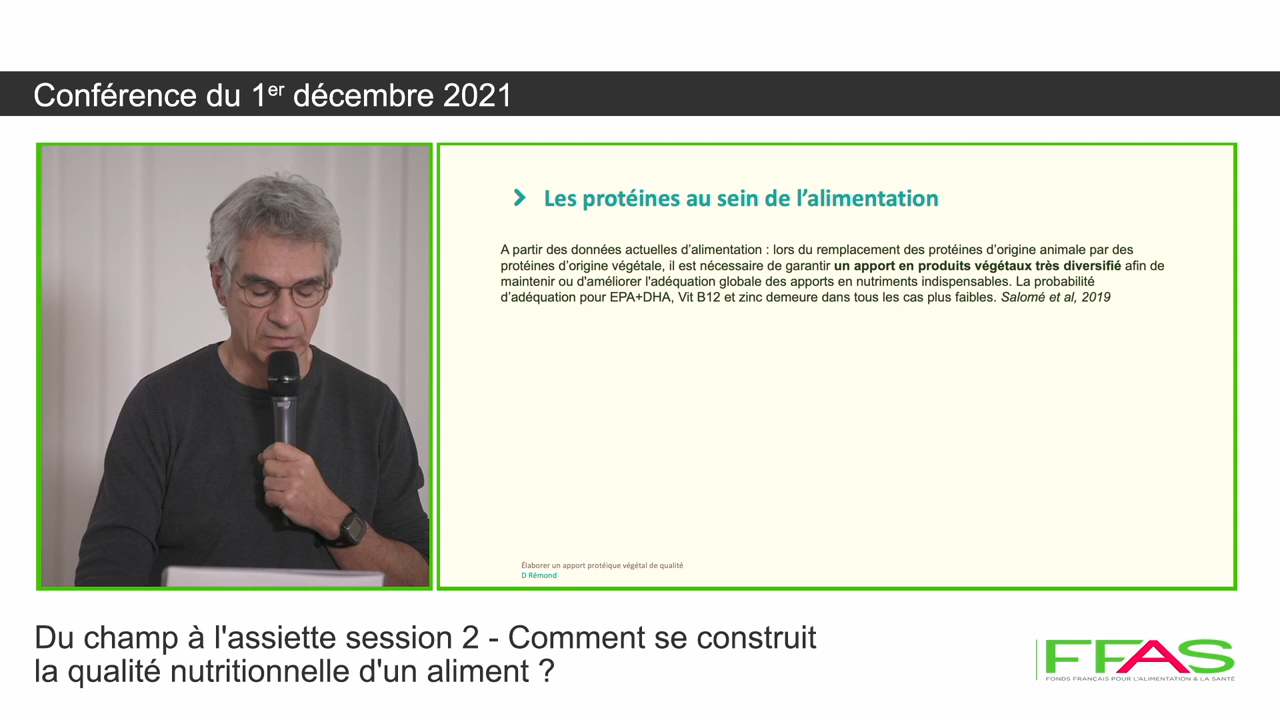 Conférence du 1er décembre 2021
Les protéines au sein de l'alimentation
A partir des données actuelles d'alimentation : lors du remplacement des protéines d'origine animale par des
protéines d'origine végétale, il est nécessaire de garantir un apport en produits végétaux très diversifié afin de
maintenir ou d'améliorer l'adéquation globale des apports en nutriments indispensables. La probabilité
d'adéquation pour EPA+DHA, Vit B12 et zinc demeure dans tous les cas plus faibles. Salomé et al, 2019
Élaborer un apport protéique végétal de qualité
D Rémond
Du champ à l'assiette session 2 - Comment se construit
la qualité nutritionnelle d'un aliment ?
FFAS
FONDS FRANÇAIS POUR L'ALIMENTATION & LA SANTÉ